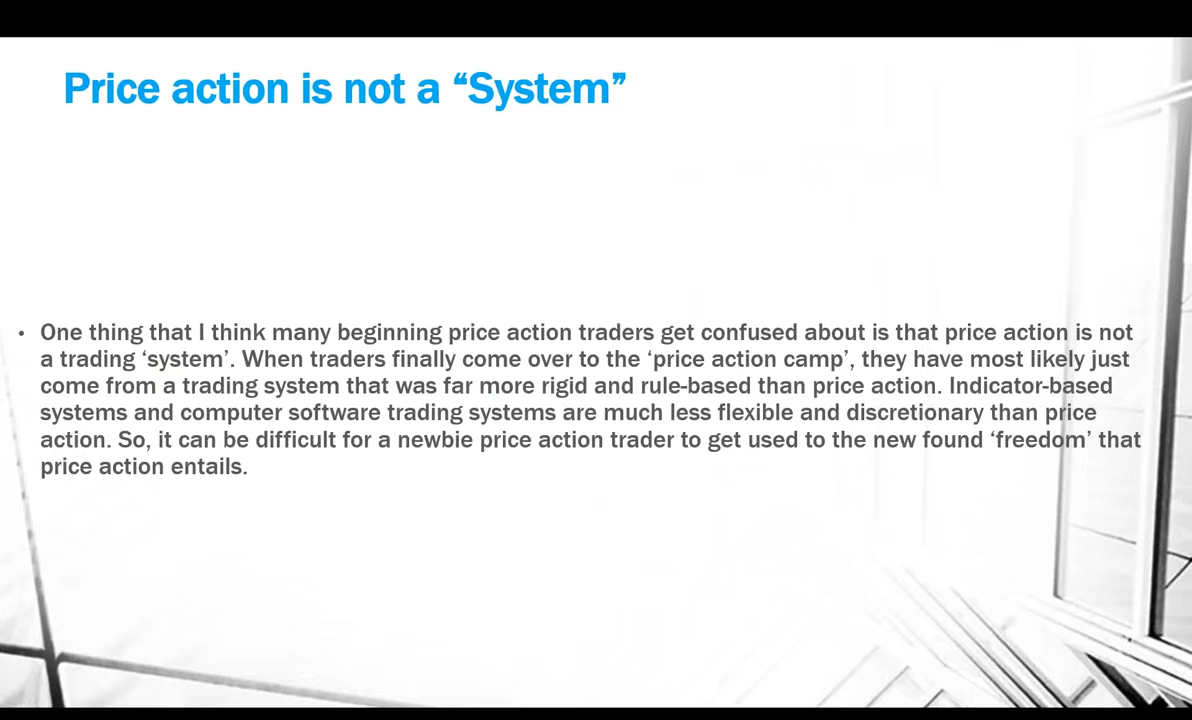 Price action is not a “System”
• One thing that I think many beginning price action traders get confused about is that price action is not
a trading ‘system’. When traders finally come over to the ‘price action camp’, they have most likely just
come from a trading system that was far more rigid and rule-based than price action. Indicator-based
systems and computer software trading systems are much less flexible and discretionary than price
action. So, it can be difficult for a newbie price action trader to get used to the new found ‘freedom’ that
price action entails.